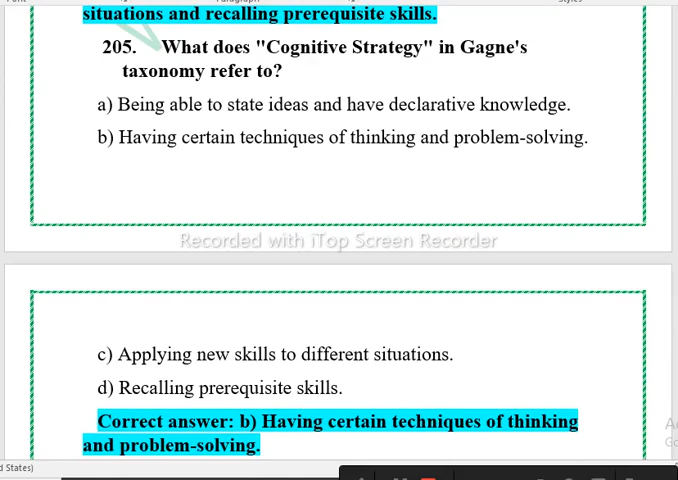 situations and recalling prerequisite skills.
205. What does "Cognitive Strategy" in Gagne's
taxonomy refer to?
a) Being able to state ideas and have declarative knowledge.
b) Having certain techniques of thinking and problem-solving.
Recorded with iTop Screen Recorder
c) Applying new skills to different situations.
d) Recalling prerequisite skills.
Correct answer: b) Having certain techniques of thinking
and problem-solving.
d States)